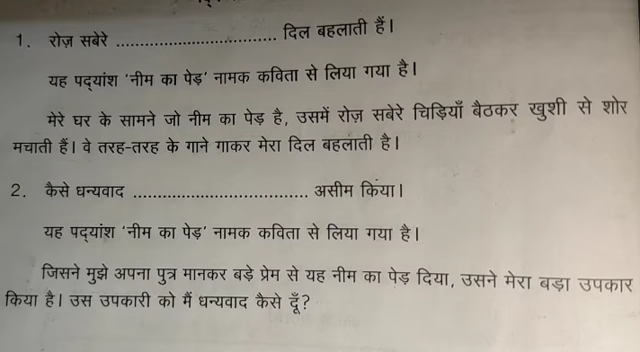 1. रोज़ सबेरे ................................. दिल बहलाती हैं।
यह पद्यांश 'नीम का पेड़' नामक कविता से लिया गया है।
मेरे घर के सामने जो नीम का पेड़ है, उसमें रोज़ सबेरे चिड़ियाँ बैठकर खुशी से शोर
मचाती हैं। वे तरह-तरह के गाने गाकर मेरा दिल बहलाती है।
2. कैसे धन्यवाद ................................... असीम किया।
यह पद्यांश 'नीम का पेड़' नामक कविता से लिया गया है।
जिसने मुझे अपना पुत्र मानकर बड़े प्रेम से यह नीम का पेड़ दिया, उसने मेरा बड़ा उपकार
किया है। उस उपकारी को मैं धन्यवाद कैसे दूँ?